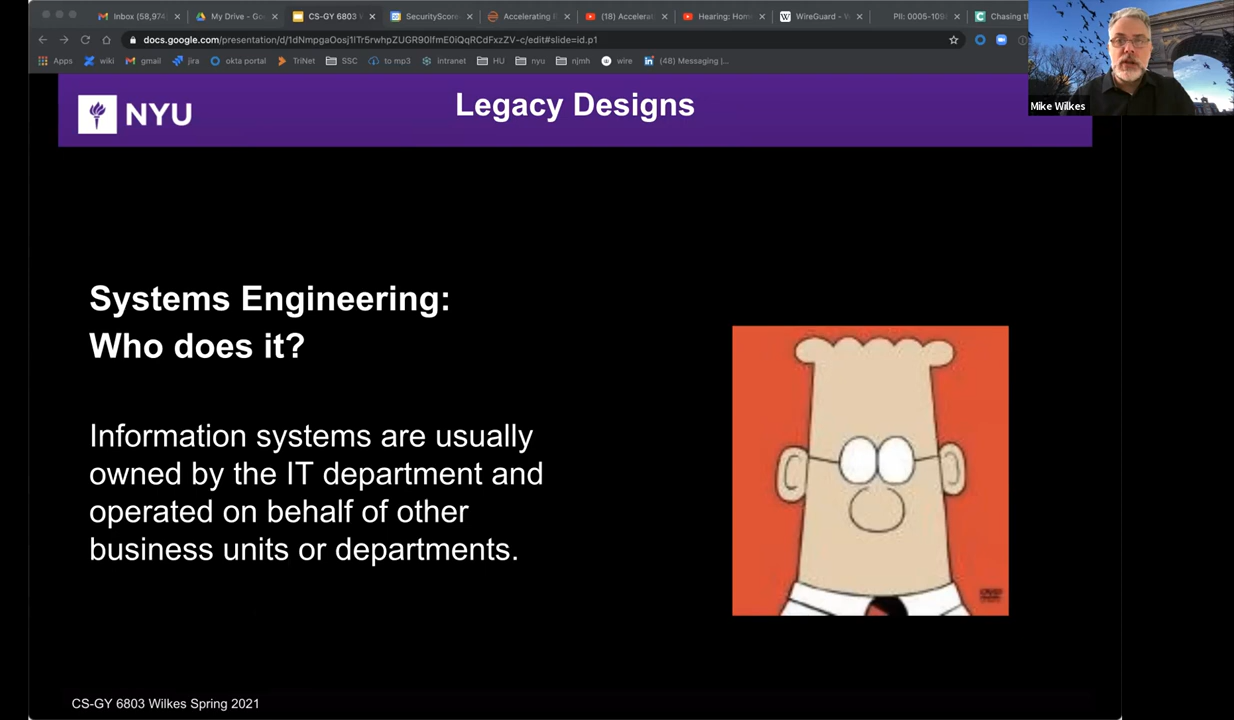 Inbox (58,974
My Drive - Go
CS-GY 6803
SecurityScore
Accelerating
(18) Accelerat
Hearing: Hom
WireGuard -
PII: 0005-109
Chasing th
docs.google.com/presentation/d/1dNmpgaOosj1lTr5rwhpZUGR90lfmE0iQqRCdFxzZV-c/edit#slide=id.p1
Apps
wiki
gmail
jira
okta portal
TriNet
SSC
to mp3
intranet
HU
nyu
njmh
wire
(48) Messaging |...
Mike Wilkes
NYU
Legacy Designs
Systems Engineering:
Who does it?
Information systems are usually
owned by the IT department and
operated on behalf of other
business units or departments.
DVD
CS-GY 6803 Wilkes Spring 2021